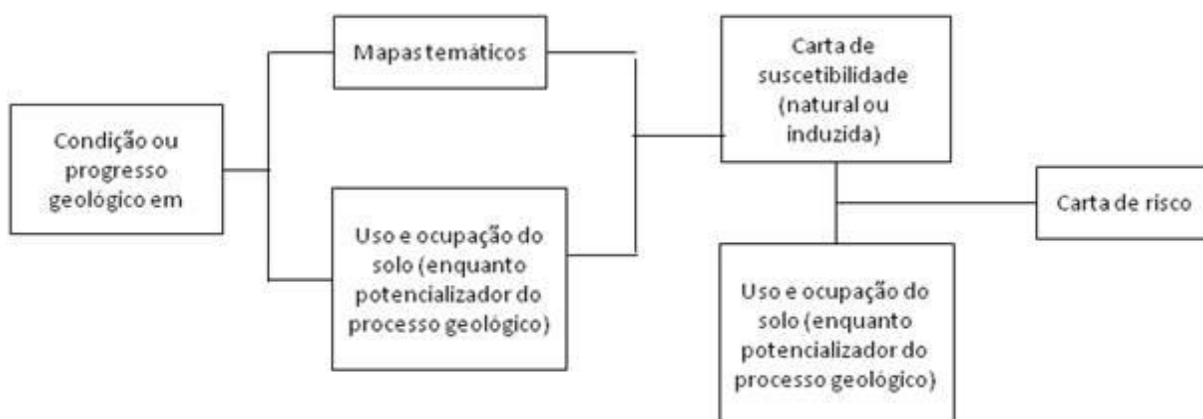 Condição ou
progresso
geológico em
Mapas temáticos
Uso e ocupação do
solo (enquanto
potencializador do
processo geológico)
Carta de
suscetibilidade
(natural ou
induzida)
Uso e ocupação do
solo (enquanto
potencializador do
processo geológico)
Carta de risco